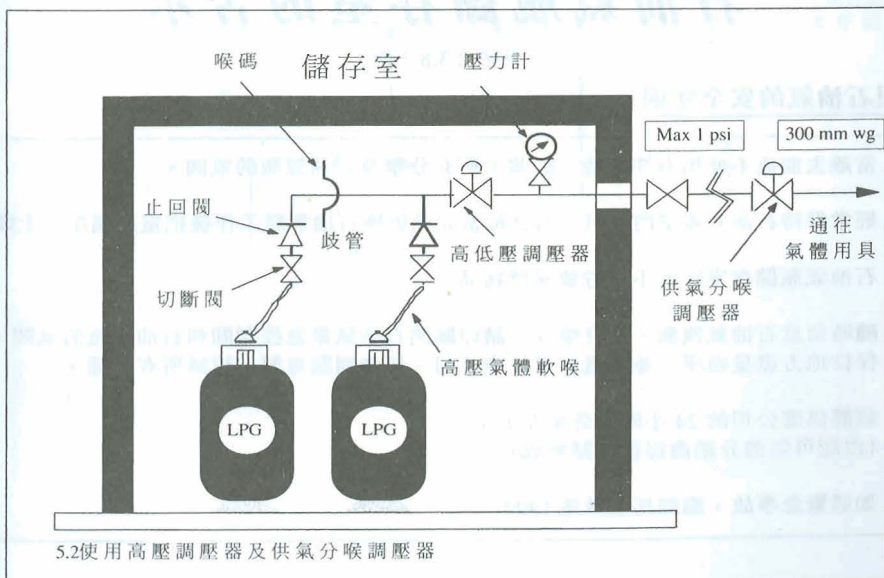 喉碼
儲存室
壓力計
Max 1 psi
300 mm wg
止回閥
歧管
高低壓調壓器
通往
氣體用具
切斷閥
供氣分喉
調壓器
高壓氣體軟喉
LPG
LPG
5.2使用高壓調壓器及供氣分喉調壓器